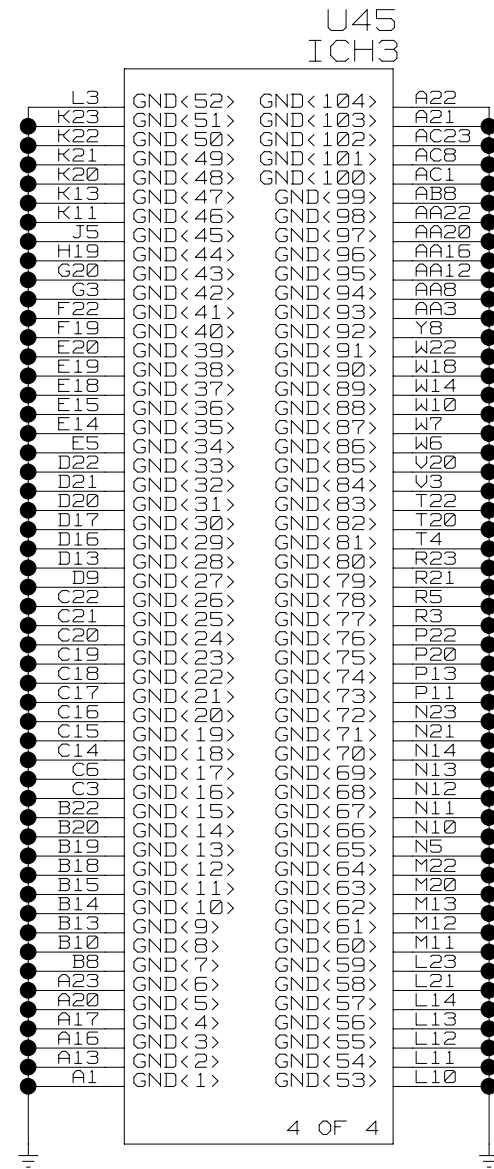 U45
ICH3
L3 GND<52> GND<104> A22
K23 GND<51> GND<103> A21
K22 GND<50> GND<102> AC23
K21 GND<49> GND<101> AC8
K20 GND<48> GND<100> AC1
K13 GND<47> GND<99> AB8
K11 GND<46> GND<98> AA22
J5 GND<45> GND<97> AA20
H19 GND<44> GND<96> AA16
G20 GND<43> GND<95> AA12
G3 GND<42> GND<94> AA8
F22 GND<41> GND<93> AA3
F19 GND<40> GND<92> Y8
E20 GND<39> GND<91> W22
E19 GND<38> GND<90> W18
E18 GND<37> GND<89> W14
E15 GND<36> GND<88> W10
E14 GND<35> GND<87> W7
E5 GND<34> GND<86> W6
D22 GND<33> GND<85> V20
D21 GND<32> GND<84> V3
D20 GND<31> GND<83> T22
D17 GND<30> GND<82> T20
D16 GND<29> GND<81> T4
D13 GND<28> GND<80> R23
D9 GND<27> GND<79> R21
C22 GND<26> GND<78> R5
C21 GND<25> GND<77> R3
C20 GND<24> GND<76> P22
C19 GND<23> GND<75> P20
C18 GND<22> GND<74> P13
C17 GND<21> GND<73> P11
C16 GND<20> GND<72> N23
C15 GND<19> GND<71> N21
C14 GND<18> GND<70> N14
C6 GND<17> GND<69> N13
C3 GND<16> GND<68> N12
B22 GND<15> GND<67> N11
B20 GND<14> GND<66> N10
B19 GND<13> GND<65> N5
B18 GND<12> GND<64> M22
B15 GND<11> GND<63> M20
B14 GND<10> GND<62> M13
B13 GND<9> GND<61> M12
B10 GND<8> GND<60> M11
B8 GND<7> GND<59> L23
A23 GND<6> GND<58> L21
A20 GND<5> GND<57> L14
A17 GND<4> GND<56> L13
A16 GND<3> GND<55> L12
A13 GND<2> GND<54> L11
A1 GND<1> GND<53> L10
4 OF 4